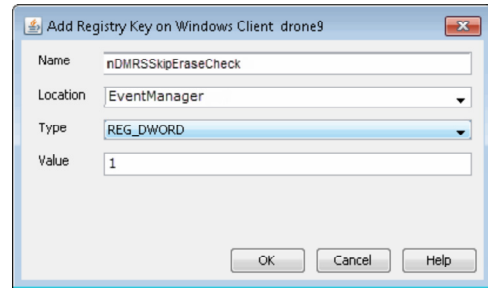 Add Registry Key on Windows Client drone9
Name nDMRSSkipEraseCheck
Location EventManager
Type REG_DWORD
Value 1
OK Cancel Help